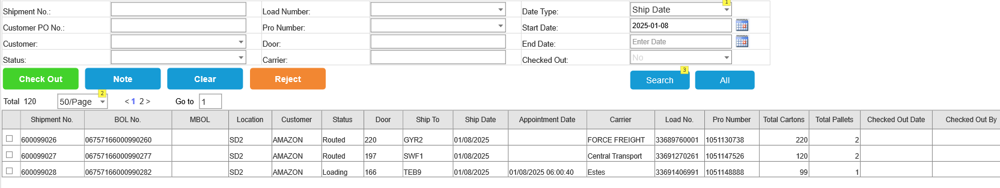 Shipment No.: Load Number: Date Type: Ship Date 1
Customer PO No.: Pro Number: Start Date: 2025-01-08
Customer: Door: End Date: Enter Date
Status: Carrier: Checked Out: No
Check Out Note Clear Reject Search 3 All
Total 120 50/Page 2 < 1 2 > Go to 1
Shipment No. BOL No. MBOL Location Customer Status Door Ship To Ship Date Appointment Date Carrier Load No. Pro Number Total Cartons Total Pallets Checked Out Date Checked Out By
600099026 06757166000990260 SD2 AMAZON Routed 220 GYR2 01/08/2025 FORCE FREIGHT 33689760001 1051130738 220 2
600099027 06757166000990277 SD2 AMAZON Routed 197 SWF1 01/08/2025 Central Transport 33691270261 1051147526 120 2
600099028 06757166000990282 SD2 AMAZON Loading 166 TEB9 01/08/2025 01/08/2025 06:00:40 Estes 33691406991 1051148888 99 1